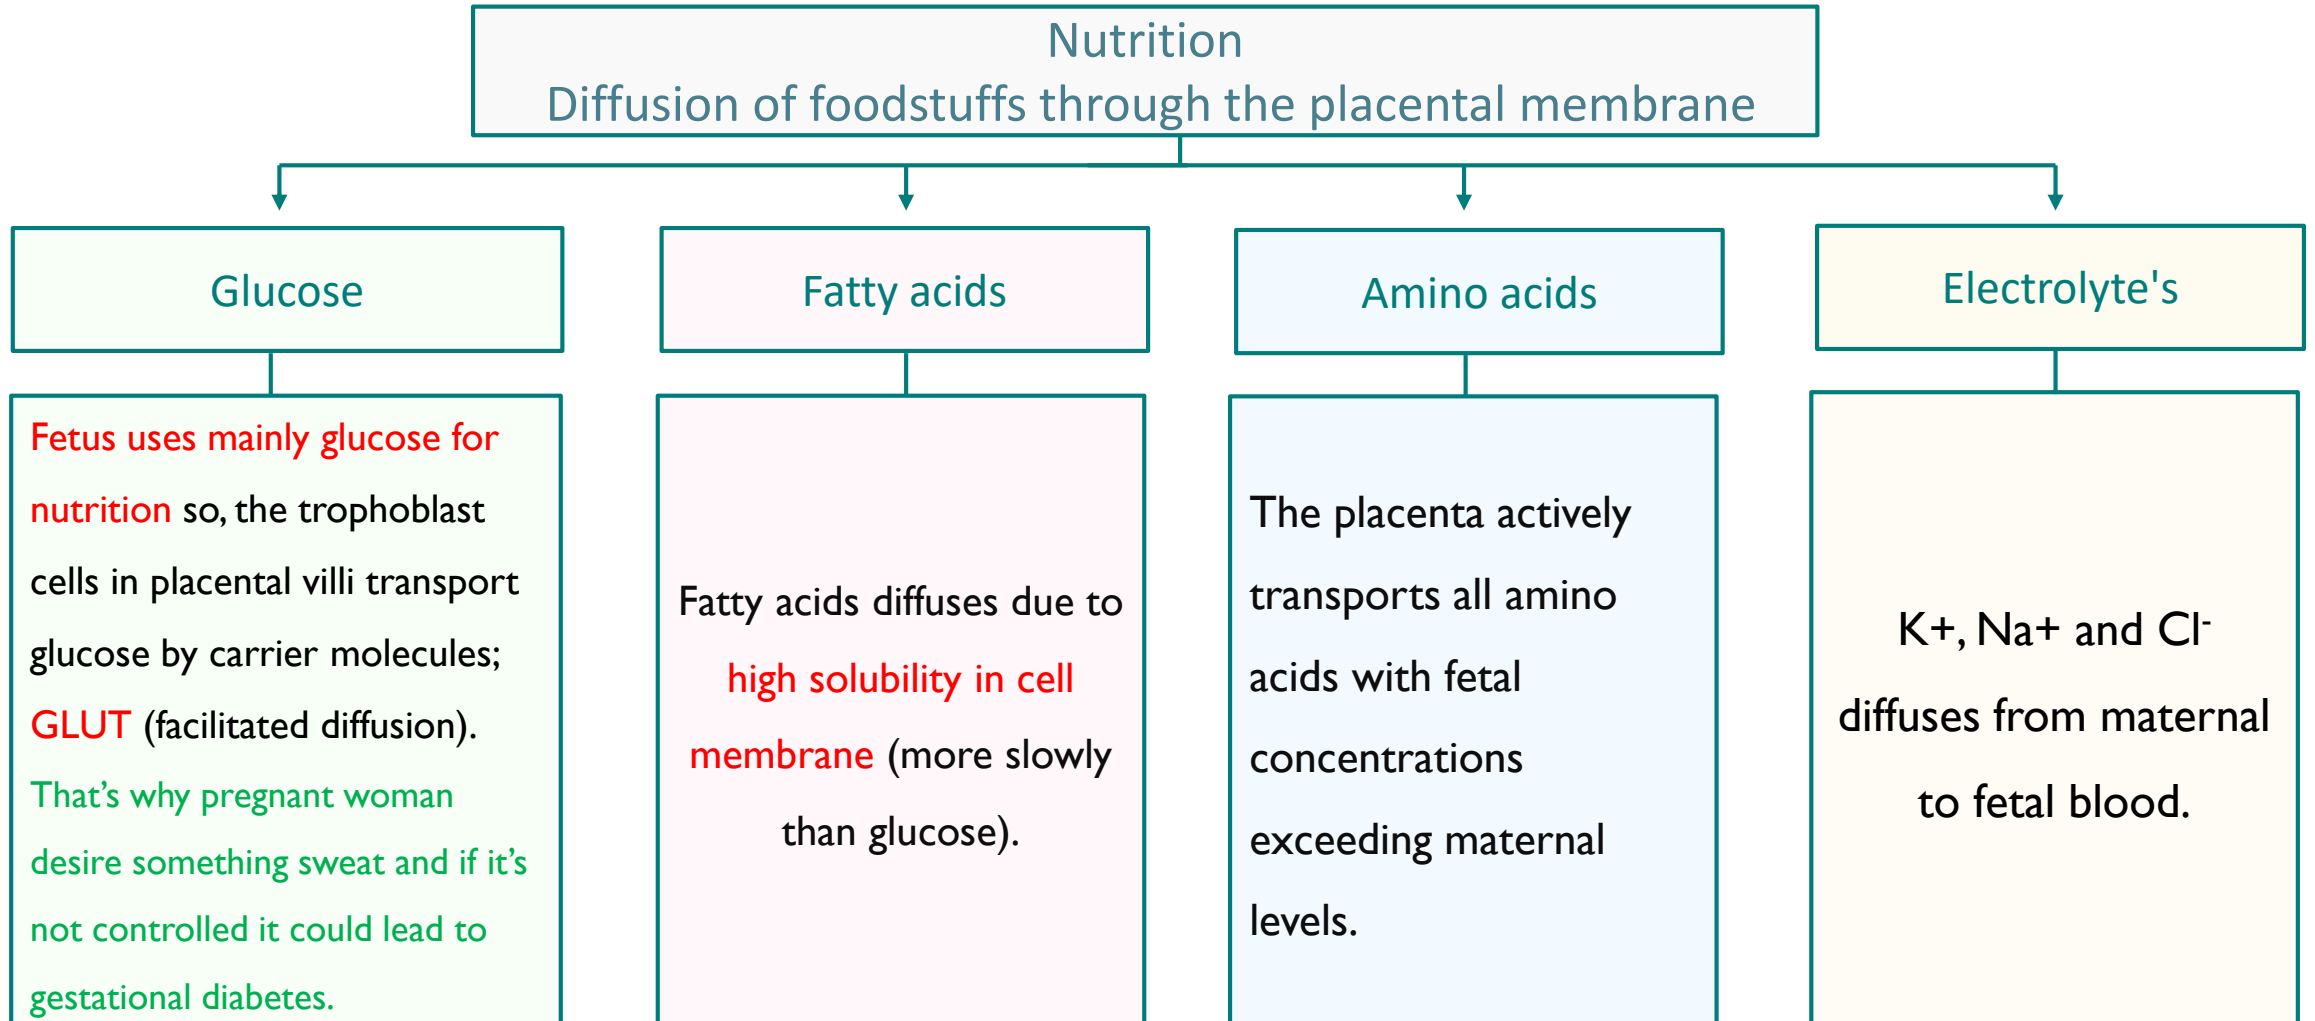 Nutrition
Diffusion of foodstuffs through the placental membrane
Glucose
Fatty acids
Amino acids
Electrolyte's
Fetus uses mainly glucose for
nutrition so, the trophoblast
cells in placental villi transport
glucose by carrier molecules;
GLUT (facilitated diffusion).
That’s why pregnant woman
desire something sweat and if it’s
not controlled it could lead to
gestational diabetes.
Fatty acids diffuses due to
high solubility in cell
membrane (more slowly
than glucose).
The placenta actively
transports all amino
acids with fetal
concentrations
exceeding maternal
levels.
K+, Na+ and Cl-
diffuses from maternal
to fetal blood.